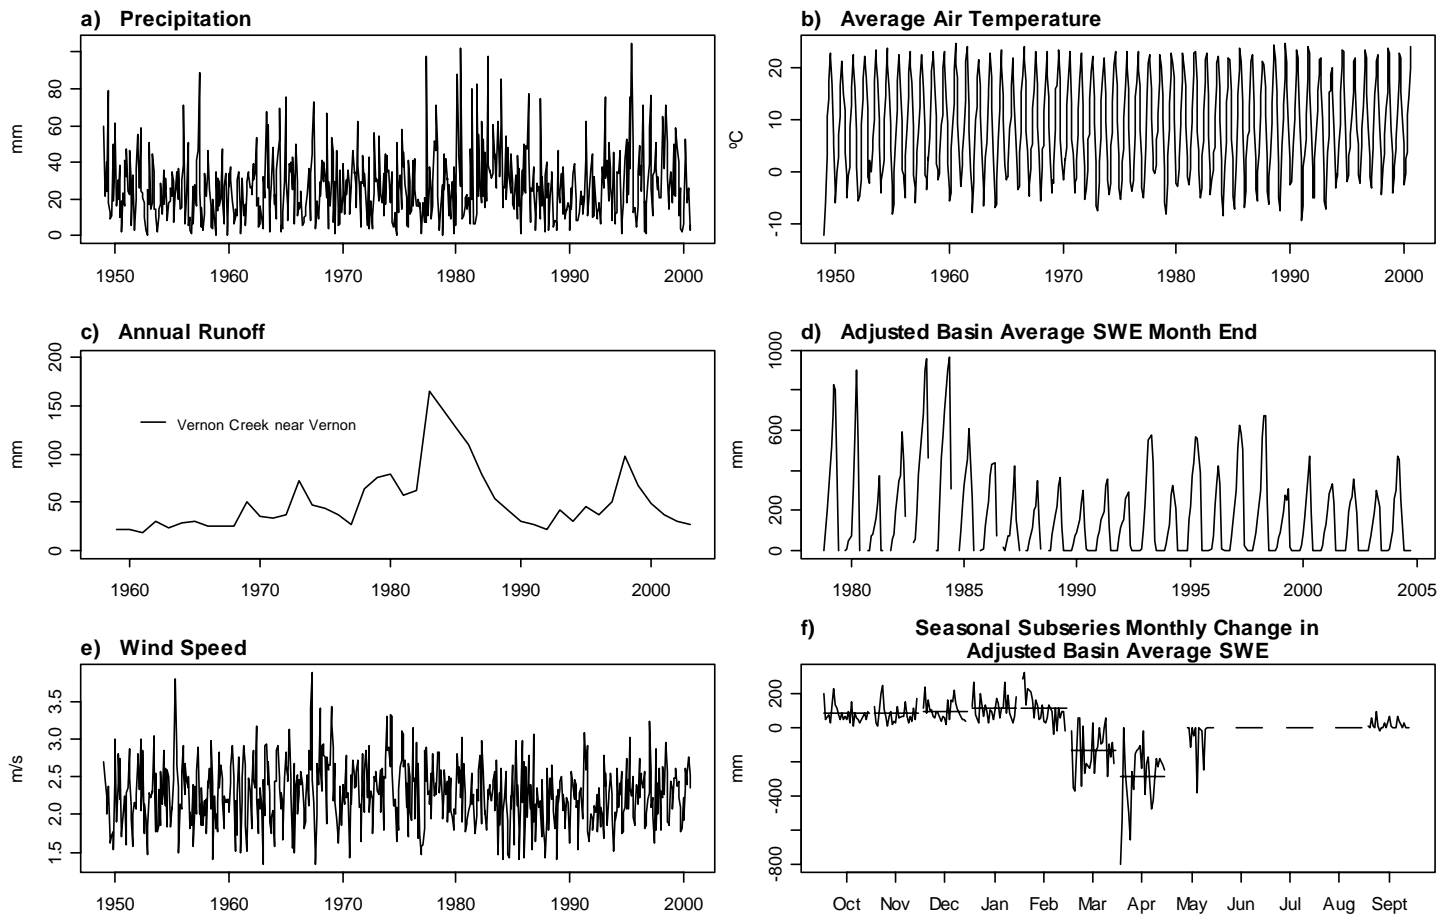 a) Precipitation
mm
0 20 40 60 80
1950 1960 1970 1980 1990 2000
b) Average Air Temperature
ºC
-10 0 10 20
1950 1960 1970 1980 1990 2000
c) Annual Runoff
mm
0 50 100 150 200
Vernon Creek near Vernon
1960 1970 1980 1990 2000
d) Adjusted Basin Average SWE Month End
mm
0 200 600 1000
1980 1985 1990 1995 2000 2005
e) Wind Speed
m/s
1.5 2.0 2.5 3.0 3.5
1950 1960 1970 1980 1990 2000
f) Seasonal Subseries Monthly Change in
Adjusted Basin Average SWE
mm
-800 -400 0 200
Oct Nov Dec Jan Feb Mar Apr May Jun Jul Aug Sept